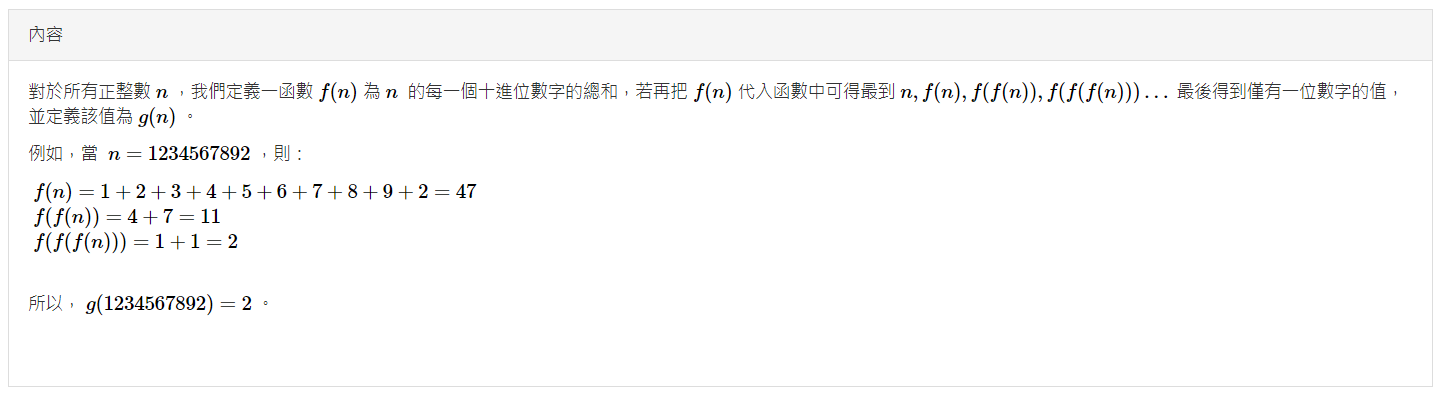 內容
對於所有正整數 n ，我們定義一函數 f(n) 為 n 的每一個十進位數字的總和，若再把 f(n) 代入函數中可得最到 n, f(n), f(f(n)), f(f(f(n))) … 最後得到僅有一位數字的值，
並定義該值為 g(n) 。
例如，當 n = 1234567892 ，則：
f(n) = 1 + 2 + 3 + 4 + 5 + 6 + 7 + 8 + 9 + 2 = 47
f(f(n)) = 4 + 7 = 11
f(f(f(n))) = 1 + 1 = 2
所以， g(1234567892) = 2 。